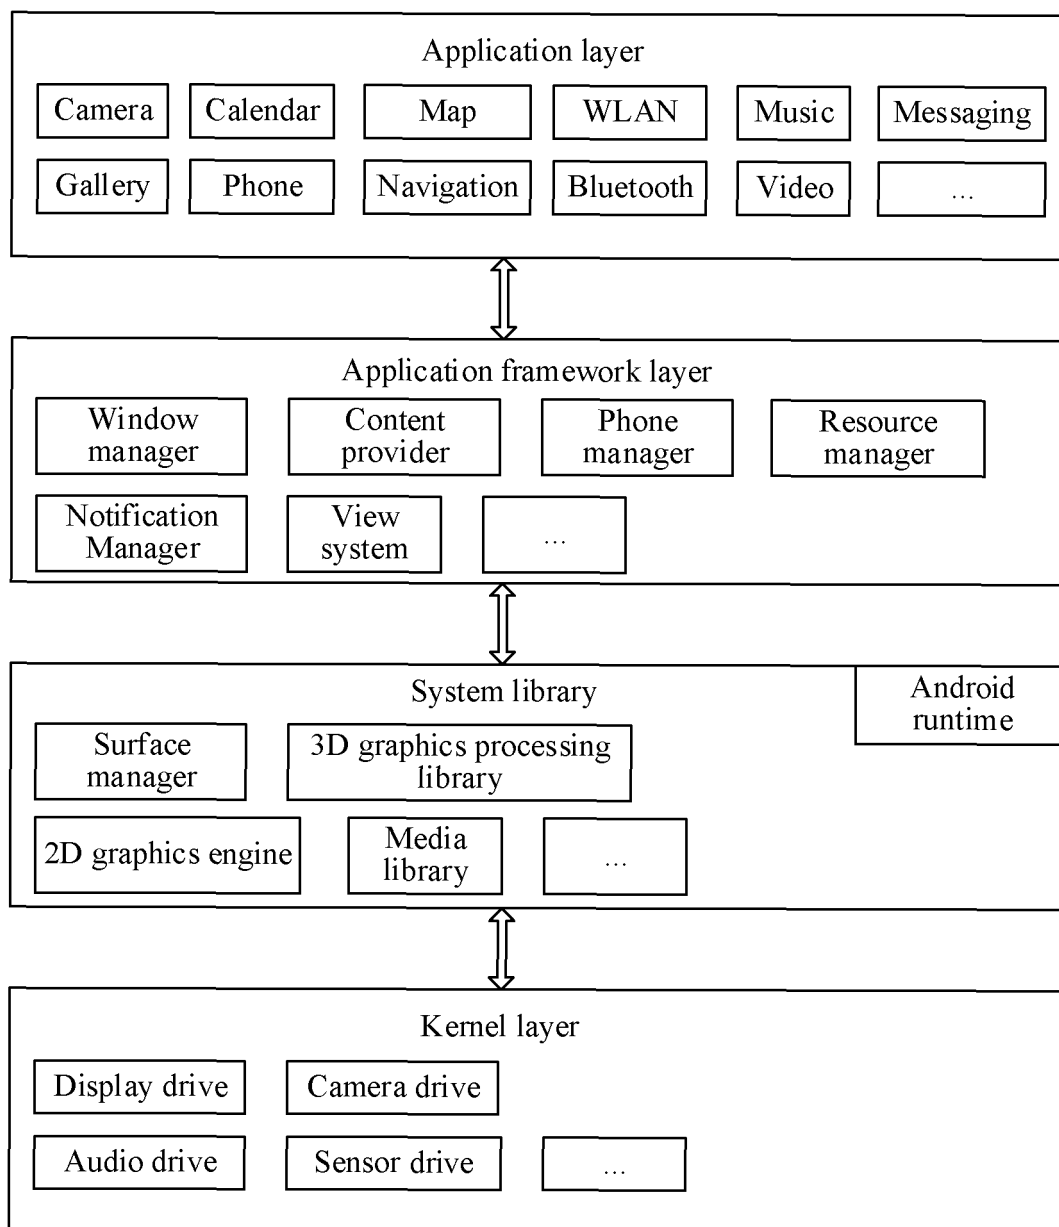 Application layer
Camera
Calendar
Map
WLAN
Music
Messaging
Gallery
Phone
Navigation
Bluetooth
Video
...
Application framework layer
Window
manager
Content
provider
Phone
manager
Resource
manager
Notification
Manager
View
system
...
System library
Android
runtime
Surface
manager
3D graphics processing
library
2D graphics engine
Media
library
...
Kernel layer
Display drive
Camera drive
Audio drive
Sensor drive
...